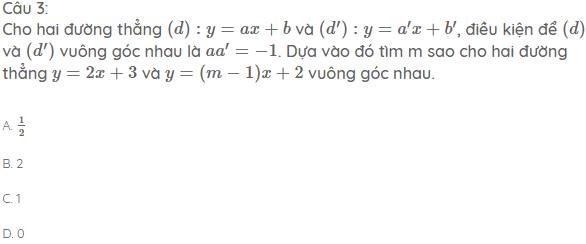 Câu 3:
Cho hai đường thẳng (d) : y = ax + b và (d′) : y = a′x + b′, điều kiện để (d)
và (d′) vuông góc nhau là aa′ = −1. Dựa vào đó tìm m sao cho hai đường
thẳng y = 2x + 3 và y = (m − 1)x + 2 vuông góc nhau.
A. 1/2
B. 2
C. 1
D. 0